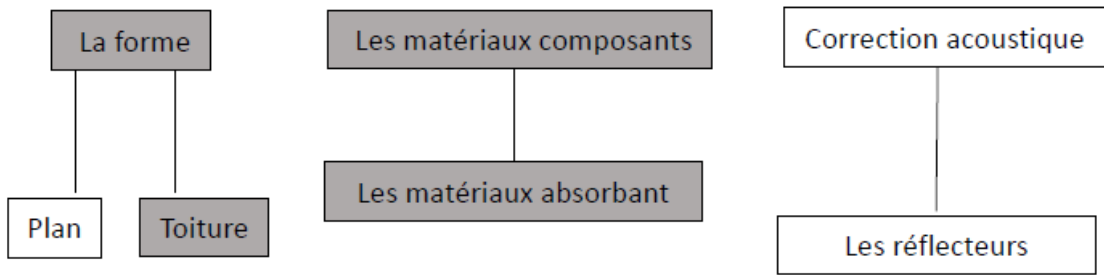 La forme
Les matériaux composants
Correction acoustique
Les matériaux absorbant
Plan
Toiture
Les réflecteurs